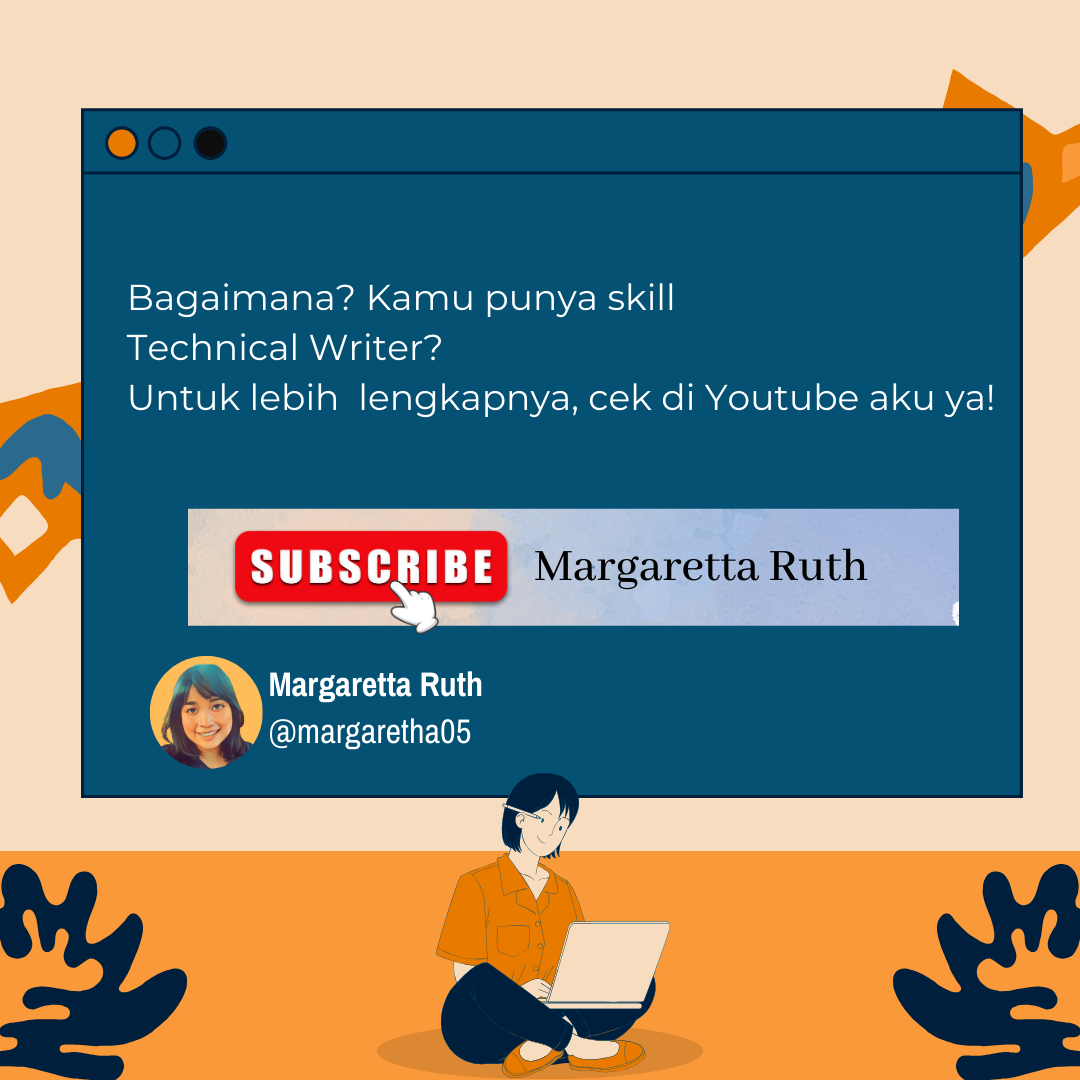 Bagaimana? Kamu punya skill
Technical Writer?
Untuk lebih  lengkapnya, cek di Youtube aku ya!
SUBSCRIBE Margaretta Ruth
Margaretta Ruth
@margaretha05